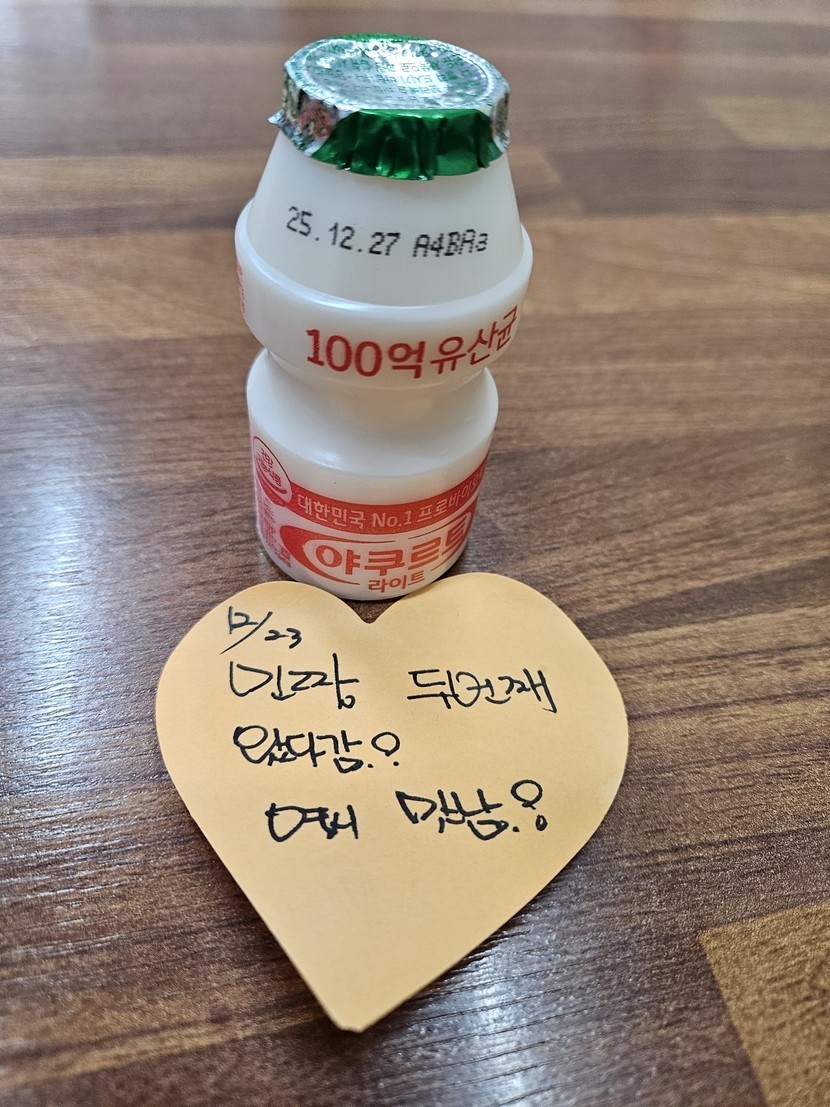 25.12.27 A4BA3
100억 유산균
대한민국 No.1 프로바이오
야쿠르트
라이트
12/23
민짱 두번째
왔다감.?
역시 맛남.?